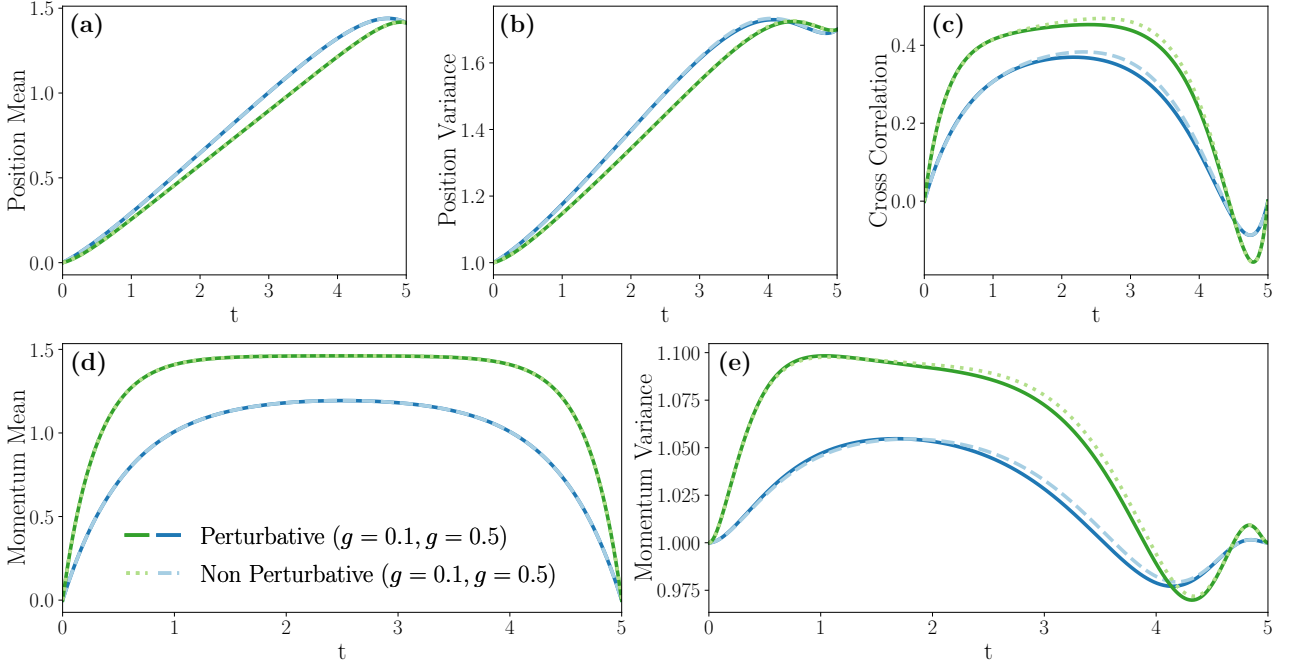 (a)
Position Mean
1.5
1.0
0.5
0.0
0 1 2 3 4 5
t
(b)
Position Variance
1.6
1.4
1.2
1.0
0 1 2 3 4 5
t
(c)
Cross Correlation
0.4
0.2
0.0
0 1 2 3 4 5
t
(d)
Momentum Mean
1.5
1.0
0.5
0.0
Perturbative (g = 0.1, g = 0.5)
Non Perturbative (g = 0.1, g = 0.5)
0 1 2 3 4 5
t
(e)
Momentum Variance
1.100
1.075
1.050
1.025
1.000
0.975
0 1 2 3 4 5
t